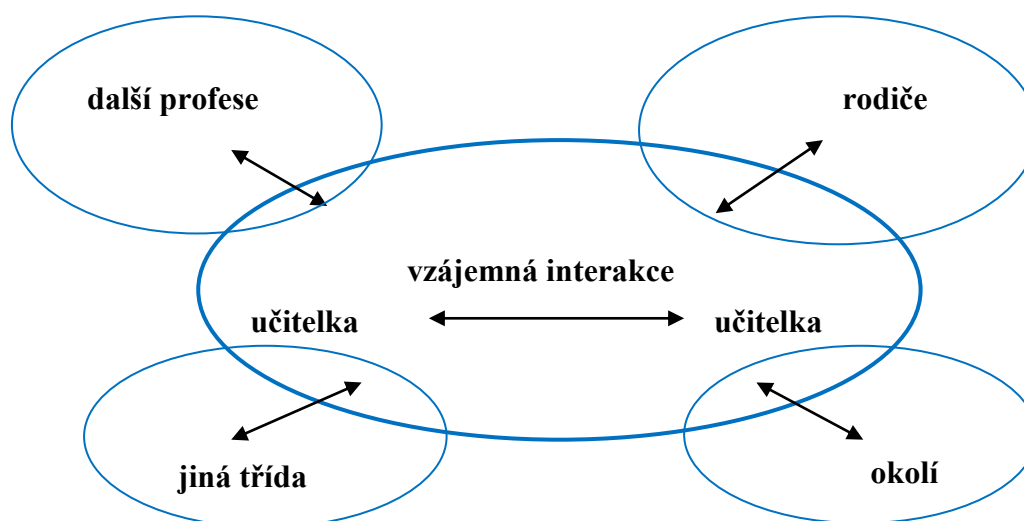 další profese
rodiče
vzájemná interakce
učitelka
učitelka
jiná třída
okolí